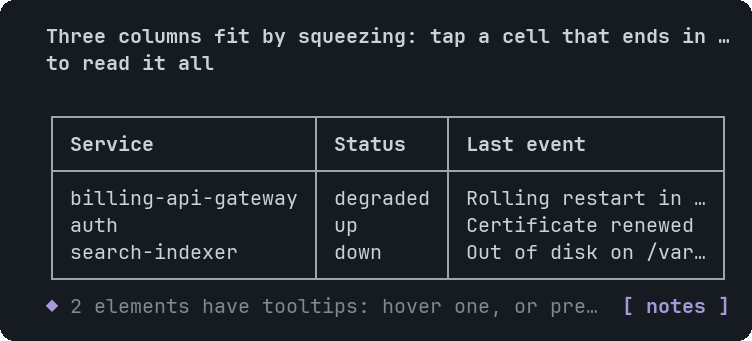 Three columns fit by squeezing: tap a cell that ends in …
to read it all
Service Status Last event
billing-api-gateway degraded Rolling restart in …
auth up Certificate renewed
search-indexer down Out of disk on /var…
◆ 2 elements have tooltips: hover one, or pre… [ notes ]